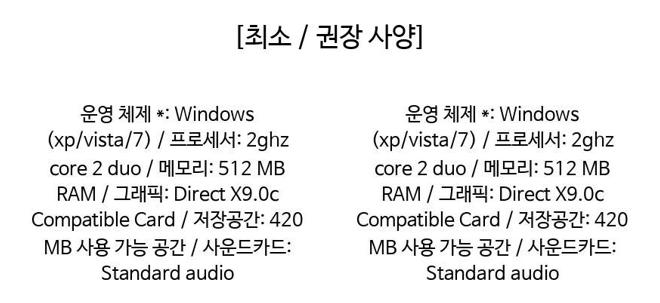 [최소 / 권장 사양]
운영 체제 *: Windows
(xp/vista/7) / 프로세서: 2ghz
core 2 duo / 메모리: 512 MB
RAM / 그래픽: Direct X9.0c
Compatible Card / 저장공간: 420
MB 사용 가능 공간 / 사운드카드:
Standard audio
운영 체제 *: Windows
(xp/vista/7) / 프로세서: 2ghz
core 2 duo / 메모리: 512 MB
RAM / 그래픽: Direct X9.0c
Compatible Card / 저장공간: 420
MB 사용 가능 공간 / 사운드카드:
Standard audio